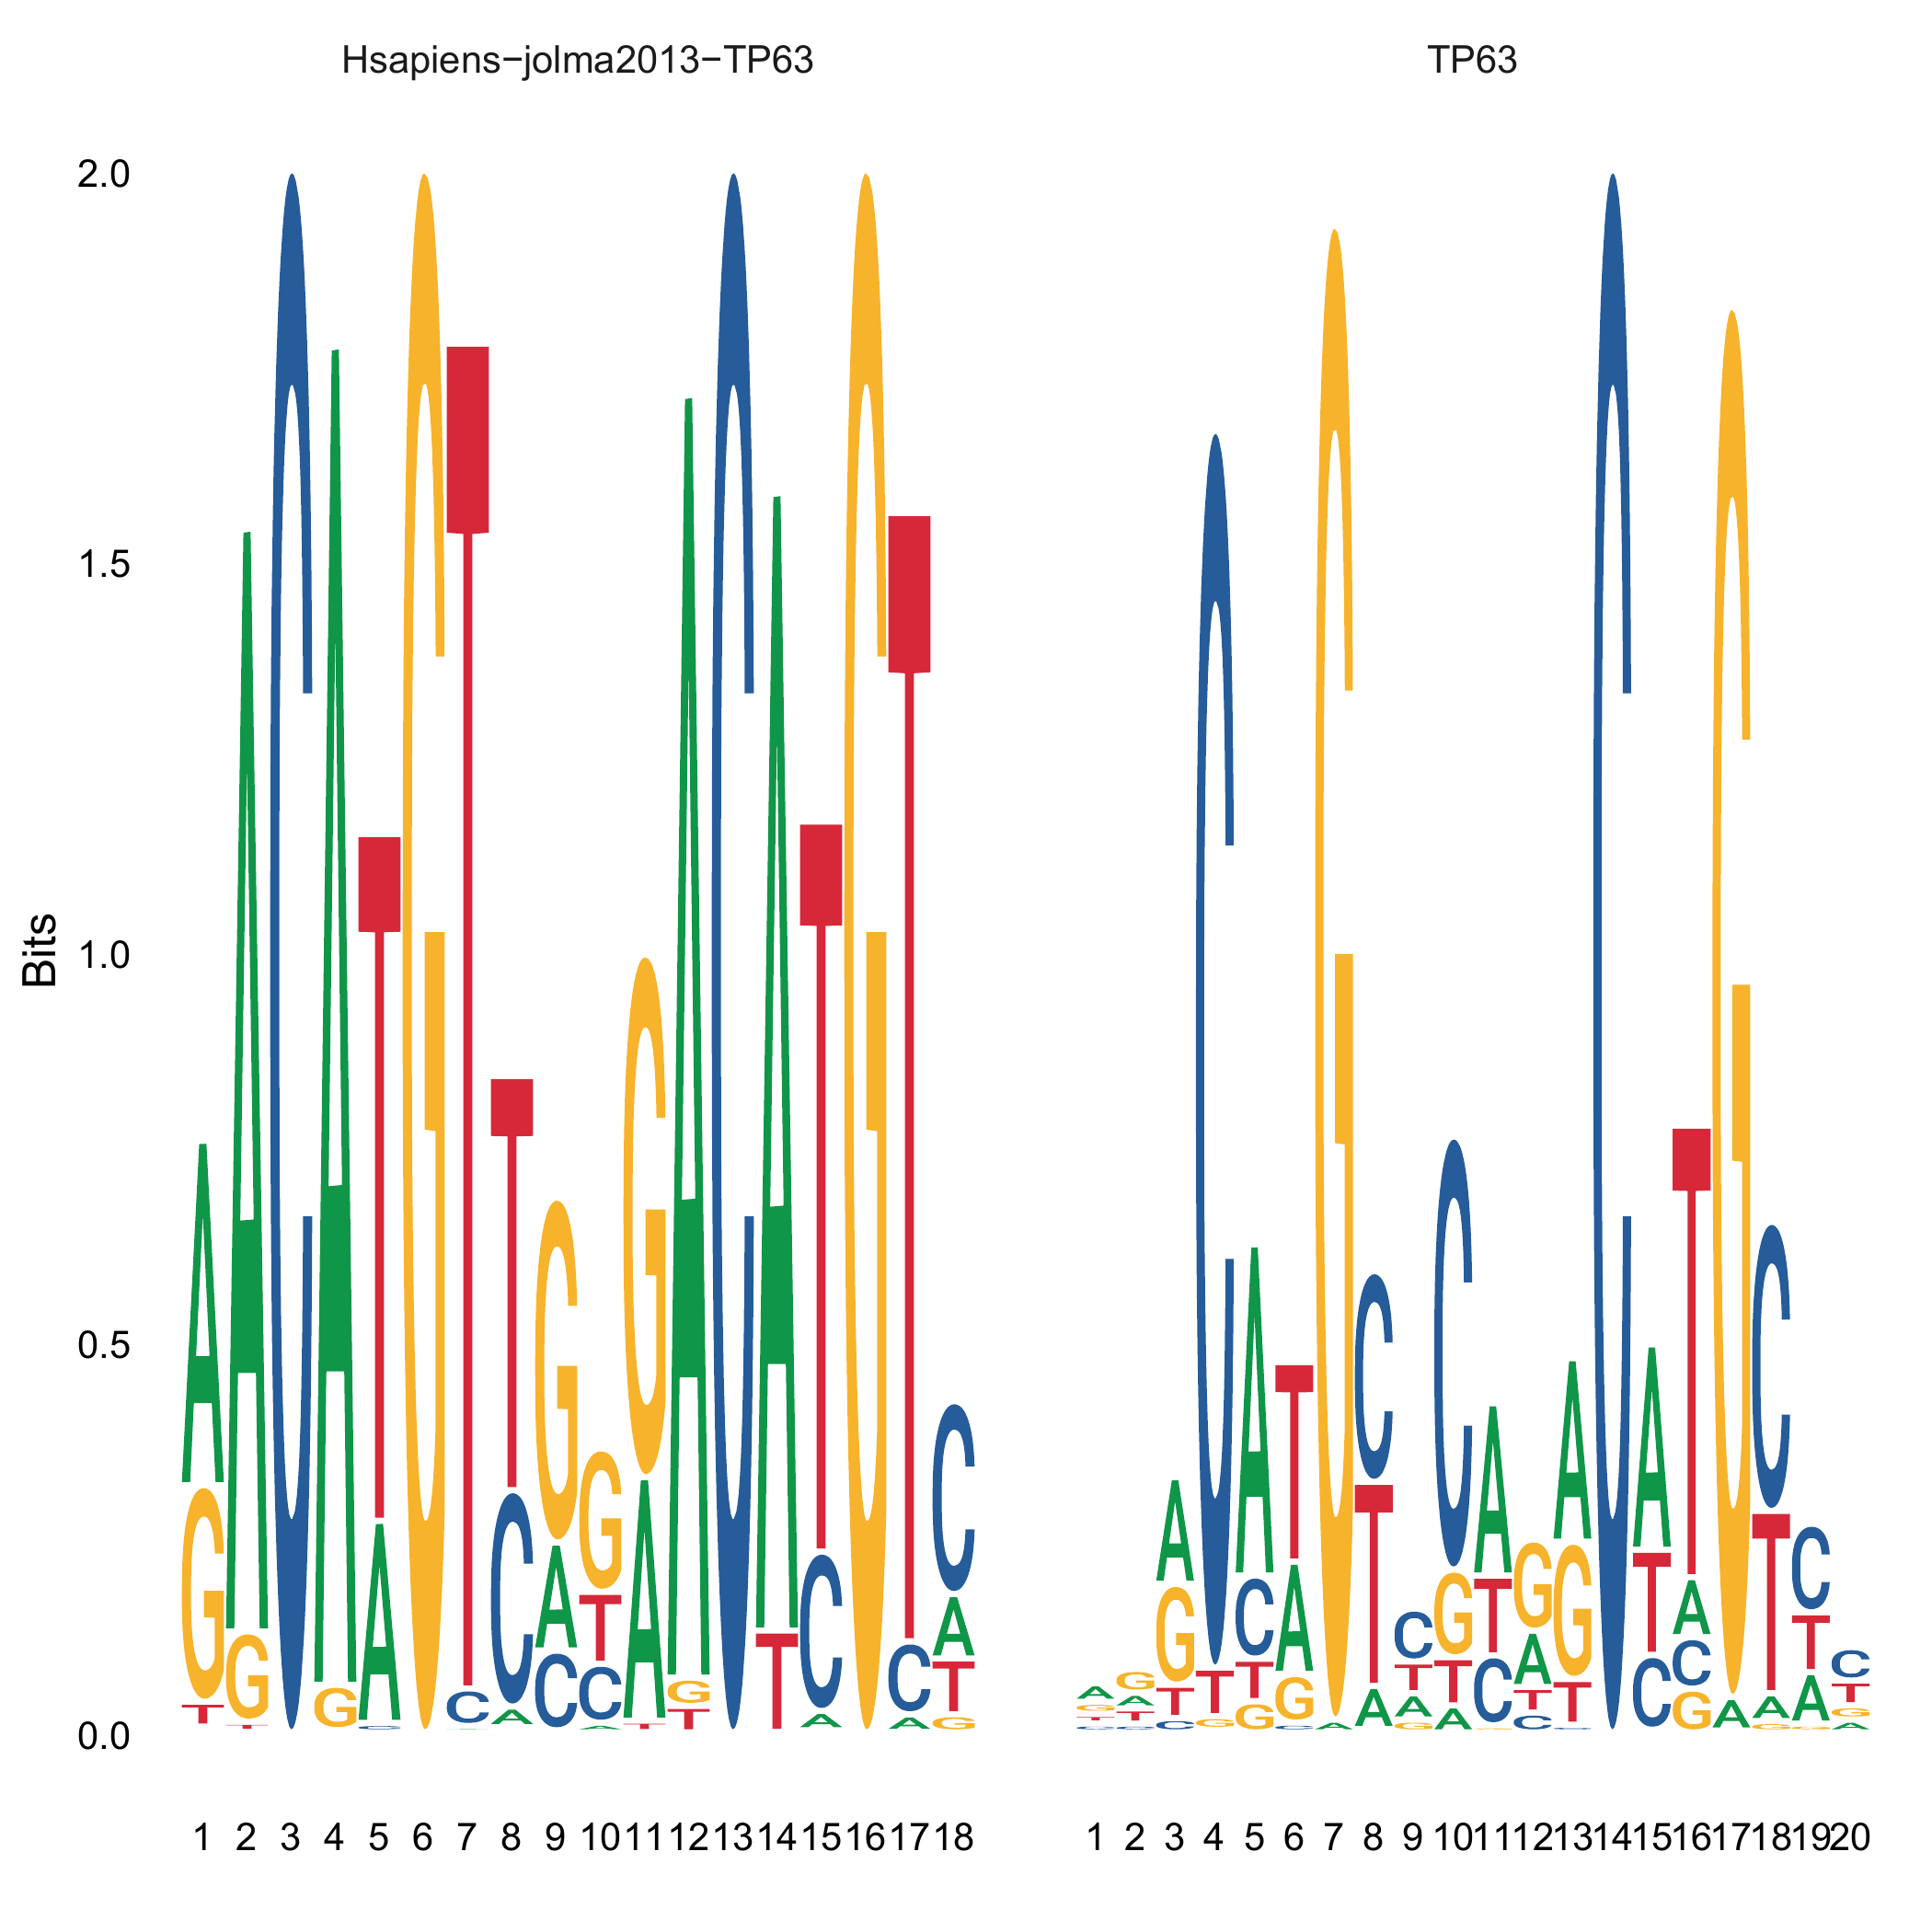 Hsapiens−jolma2013−TP63 TP63
2.0
1.5
1.0
0.5
0.0
Bits
A G T
A G T
C
A G
T A C
G
T C
T C A
G A C
G T C A
G A T
A G T
C
A T
T C A
G
T C A
C A T G
A G T C
G A T C
A G T C
C T G
A C T G
T A G C
G A
C T A
C T A G
C G T A
A T C
G A T C
A G T C
C
A T C
T A C G
G A
C T A G
C T A
C T G A
1 2 3 4 5 6 7 8 9 10 11 12 13 14 15 16 17 18
1 2 3 4 5 6 7 8 9 10 11 12 13 14 15 16 17 18 19 20